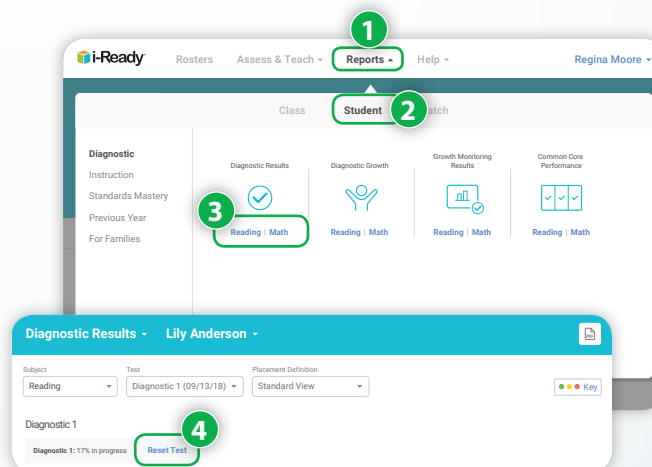 1
i-Ready Rosters Assess & Teach Reports Help Regina Moore
Class Student 2
Diagnostic
Instruction
Standards Mastery
Previous Year
For Families
Diagnostic Results
Diagnostic Growth
Growth Monitoring
Results
Common Core
Performance
3
Reading | Math
Reading | Math
Reading | Math
Reading | Math
Diagnostic Results Lily Anderson
PDF
Subject
Reading
Test
Diagnostic 1 (09/13/18)
Placement Definition
Standard View
Key
Diagnostic 1
4
Diagnostic 1: 17% in progress Reset Test